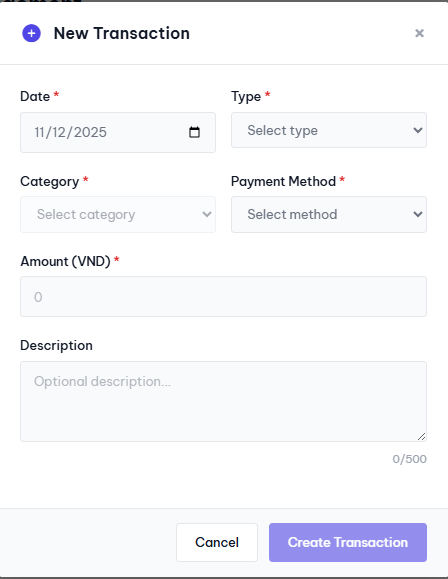 New Transaction
Date * Type *
11/12/2025 Select type
Category * Payment Method *
Select category Select method
Amount (VND) *
0
Description
Optional description...
0/500
Cancel Create Transaction